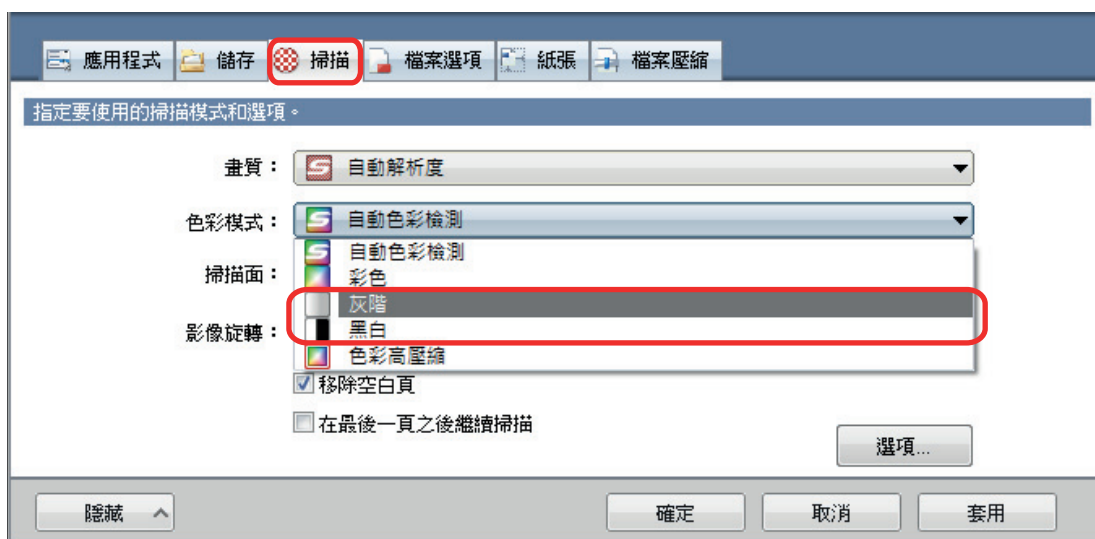 應用程式 儲存 掃描 檔案選項 紙張 檔案壓縮
指定要使用的掃描模式和選項。
畫質： 自動解析度
色彩模式： 自動色彩檢測
自動色彩檢測
掃描面：
彩色
灰階
影像旋轉：
黑白
色彩高壓縮
移除空白頁
在最後一頁之後繼續掃描
選項...
隱藏 確定 取消 套用